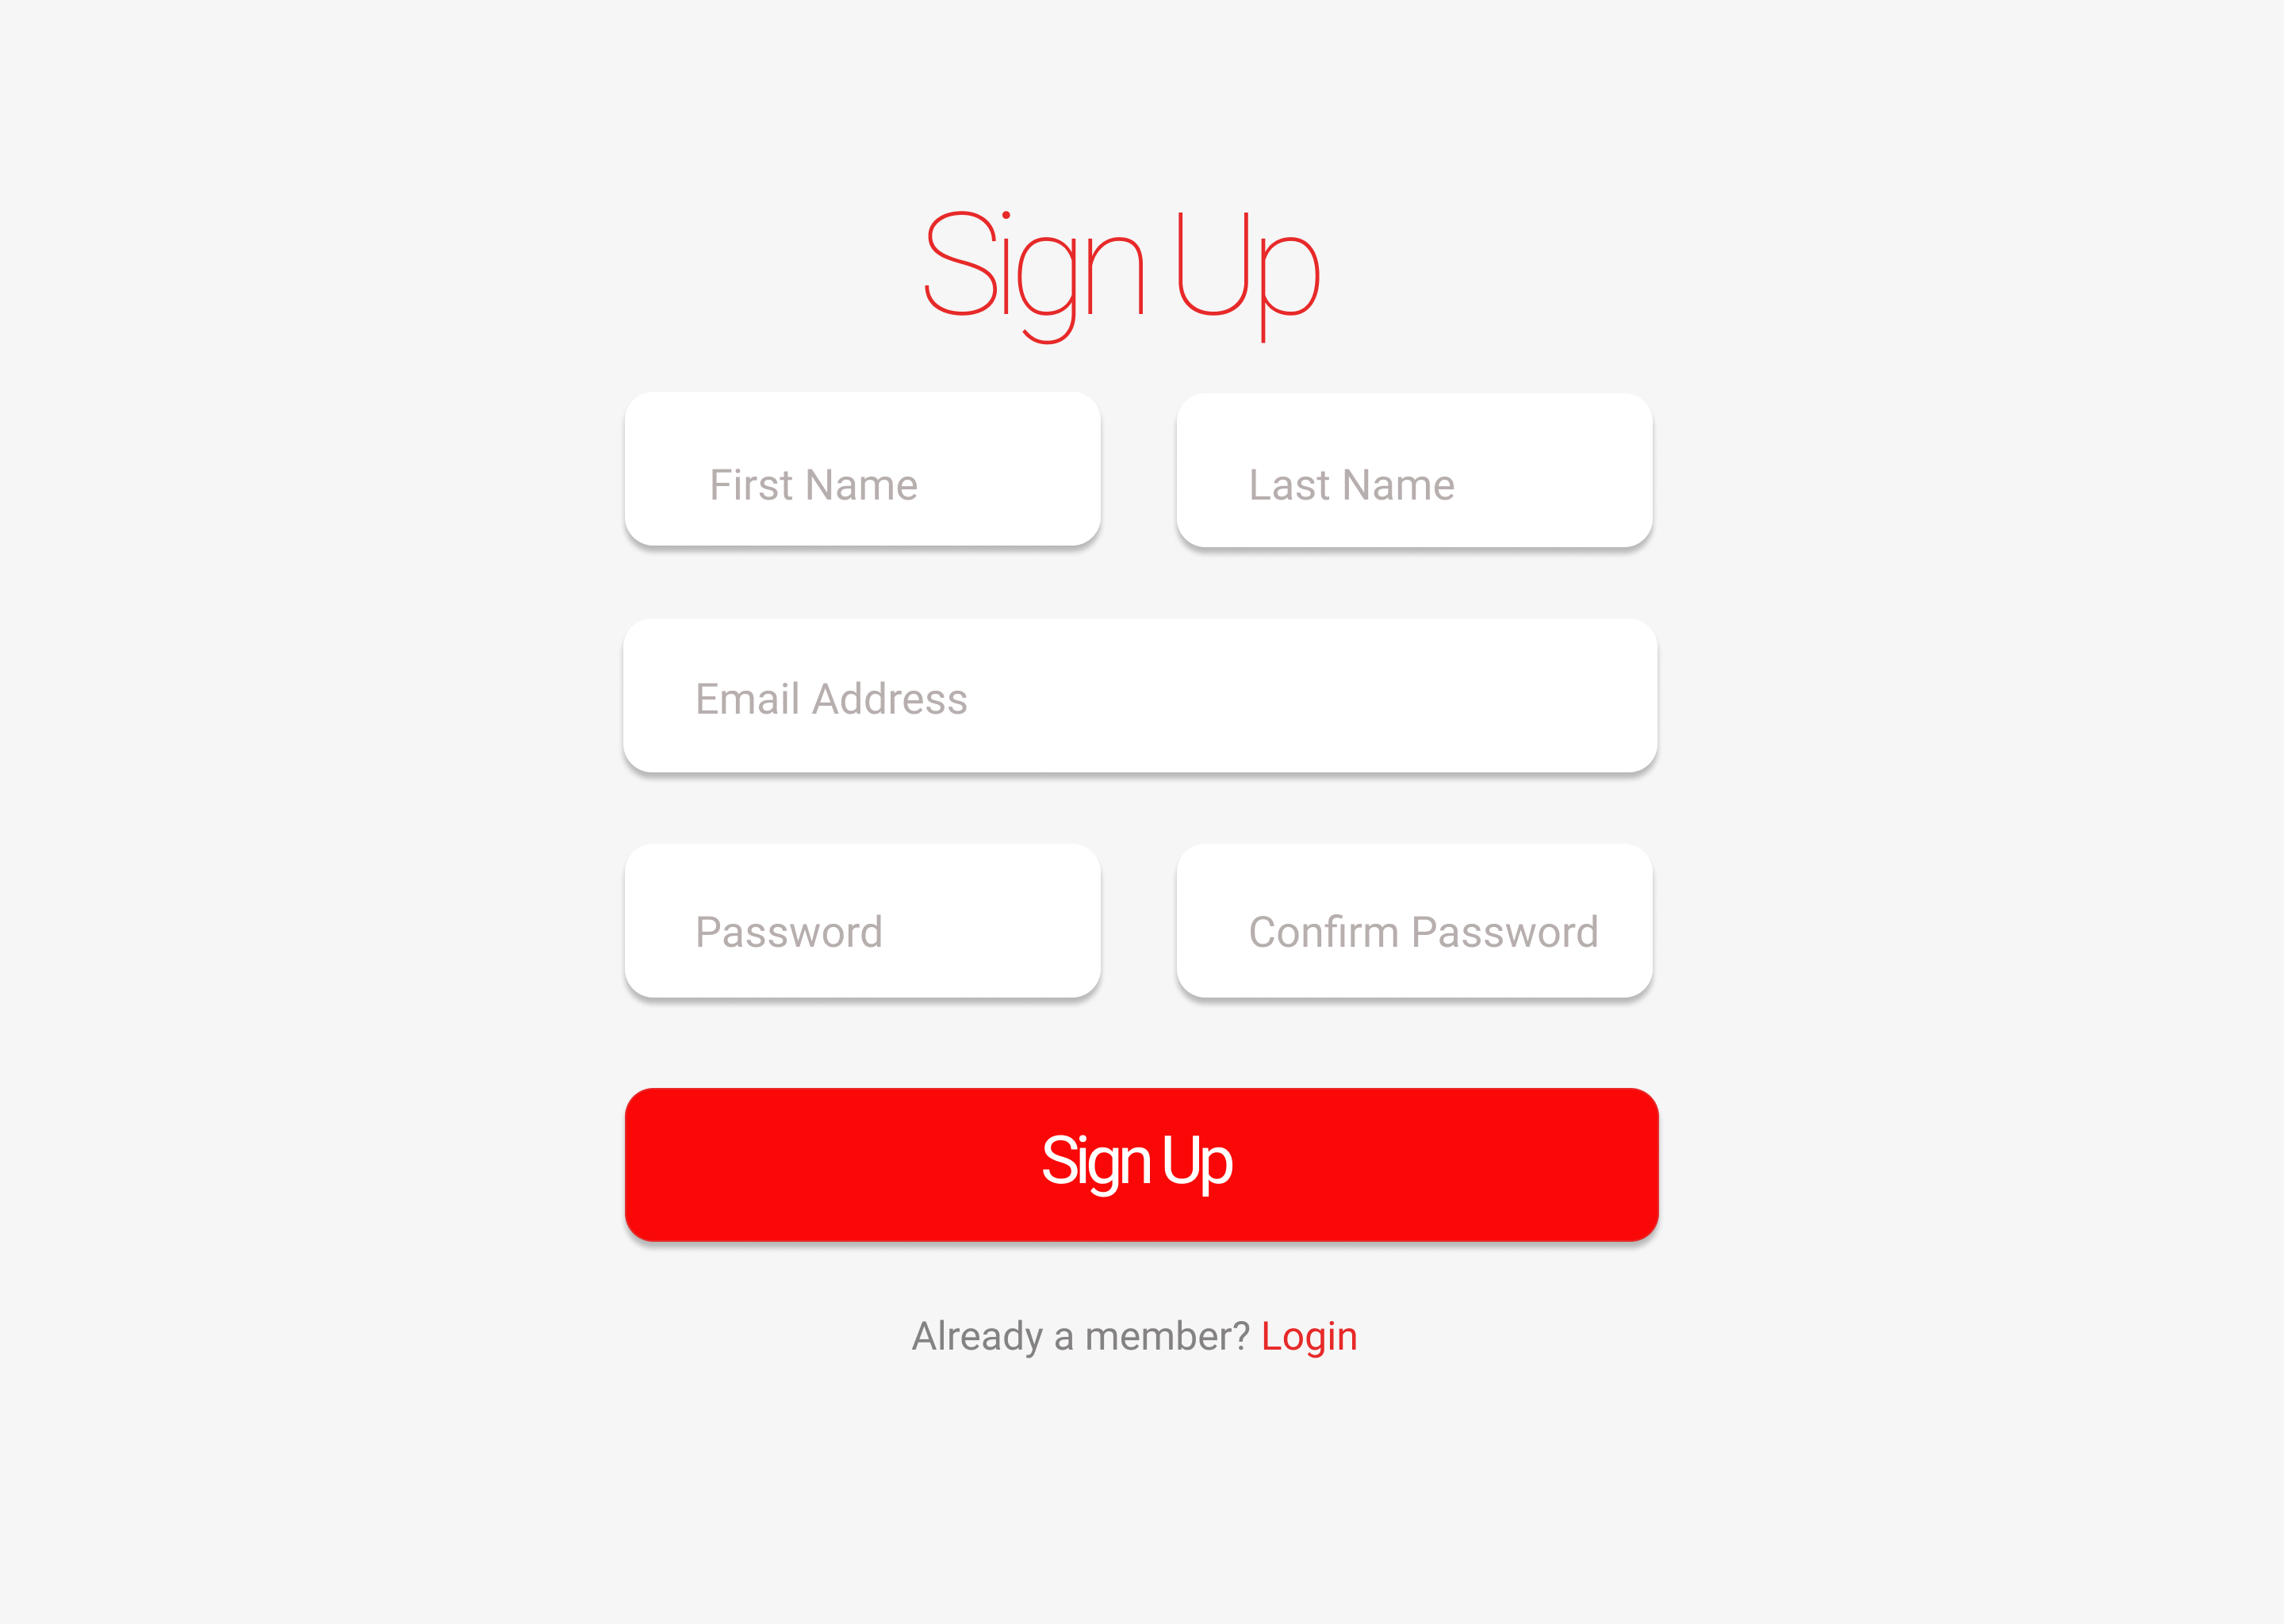 Sign Up
First Name
Last Name
Email Address
Password
Confirm Password
Sign Up
Already a member? Login